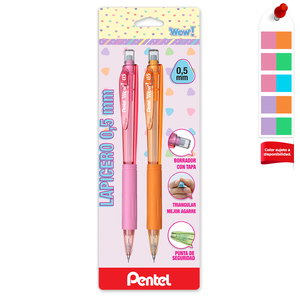 Wow!
0,5
mm
LAPICERO 0,5 mm
BORRADOR
CON TAPA
TRIANGULAR
MEJOR AGARRE
PUNTA DE
SEGURIDAD
Pentel
Color sujeto a
disponibilidad.